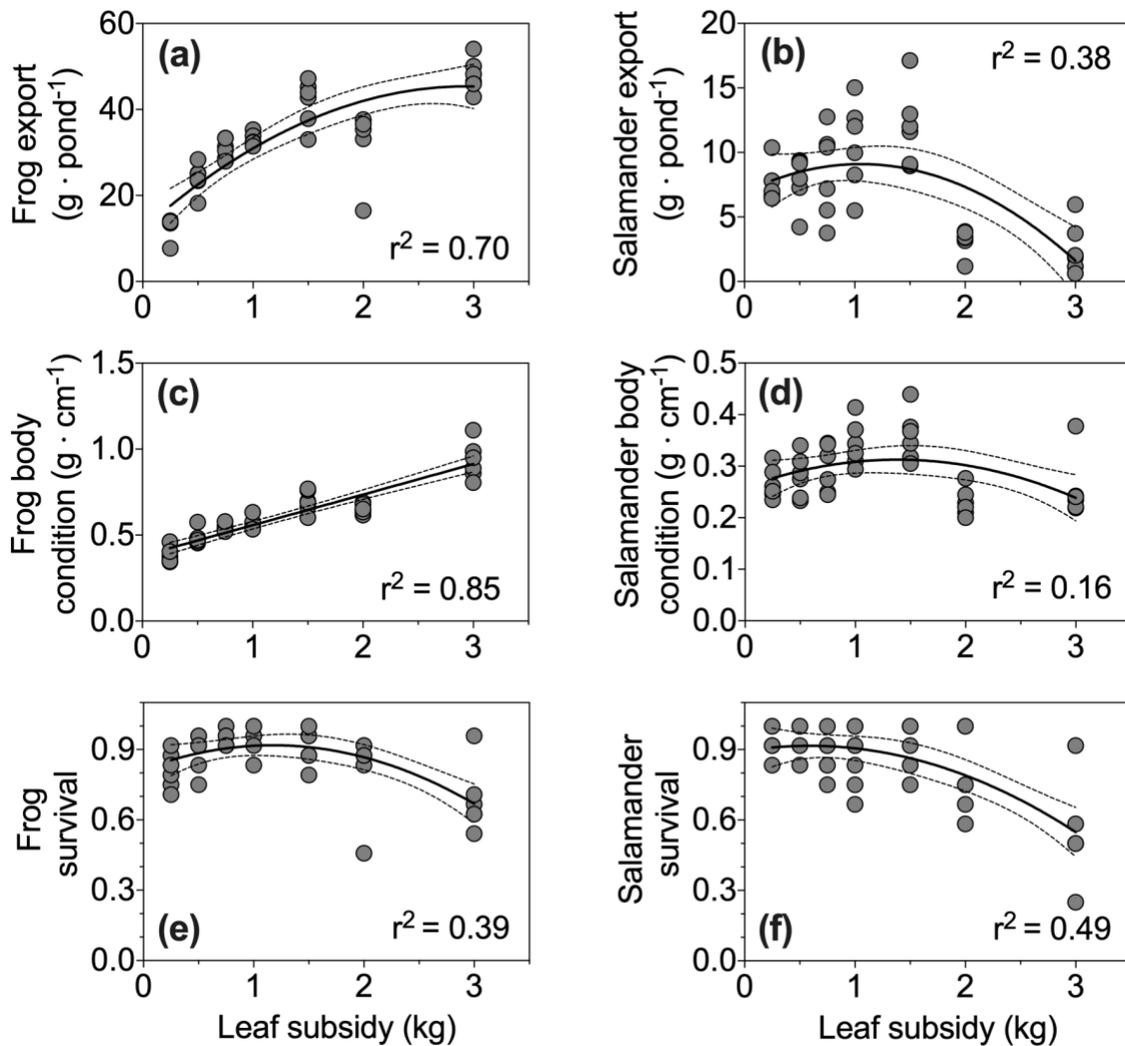 Frog export
(g · pond⁻¹)
60
40
20
0
(a)
r² = 0.70
0 1 2 3
Salamander export
(g · pond⁻¹)
20
15
10
5
0
(b)
r² = 0.38
0 1 2 3
Frog body
condition (g · cm⁻¹)
1.5
1.0
0.5
0.0
(c)
r² = 0.85
0 1 2 3
Salamander body
condition (g · cm⁻¹)
0.5
0.4
0.3
0.2
0.1
0.0
(d)
r² = 0.16
0 1 2 3
Frog
survival
0.9
0.6
0.3
0.0
(e)
r² = 0.39
0 1 2 3
Leaf subsidy (kg)
Salamander
survival
0.9
0.6
0.3
0.0
(f)
r² = 0.49
0 1 2 3
Leaf subsidy (kg)